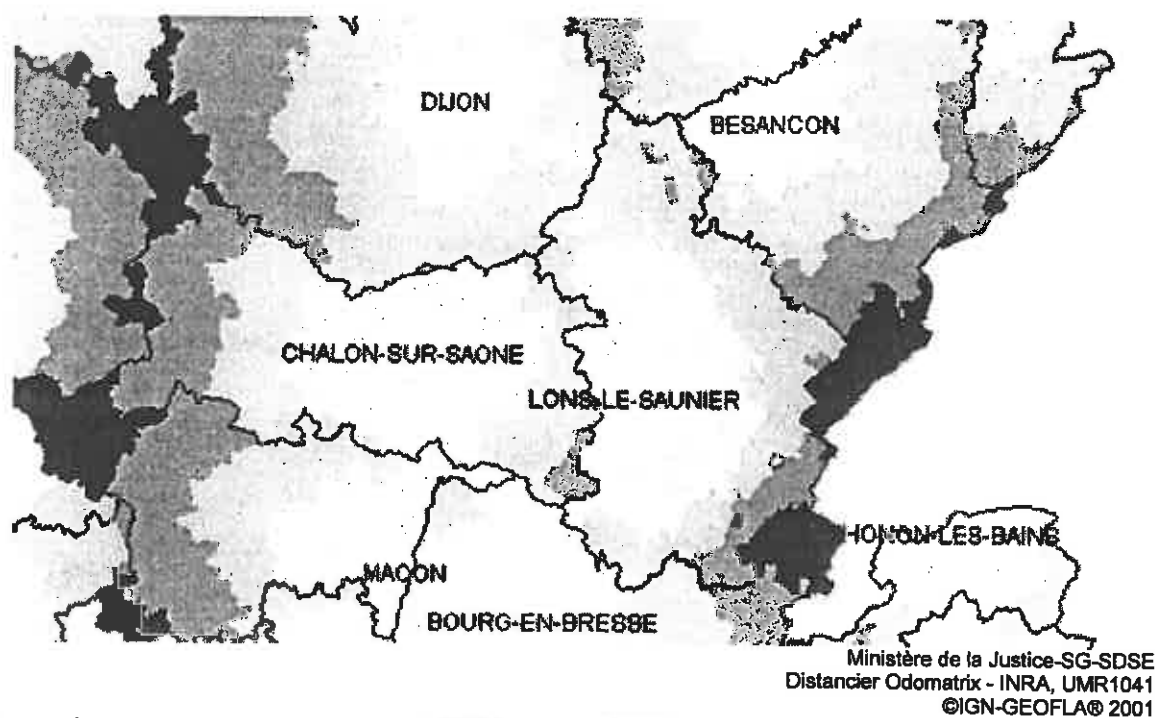 DIJON
BESANCON
CHALON-SUR-SAONE
LONS-LE-SAUNIER
HONON-LES-BAINS
MACON
BOURG-EN-BRESSE
Ministère de la Justice-SG-SDSE
Distancier Odomatrix - INRA, UMR1041
©IGN-GEOFLA® 2001